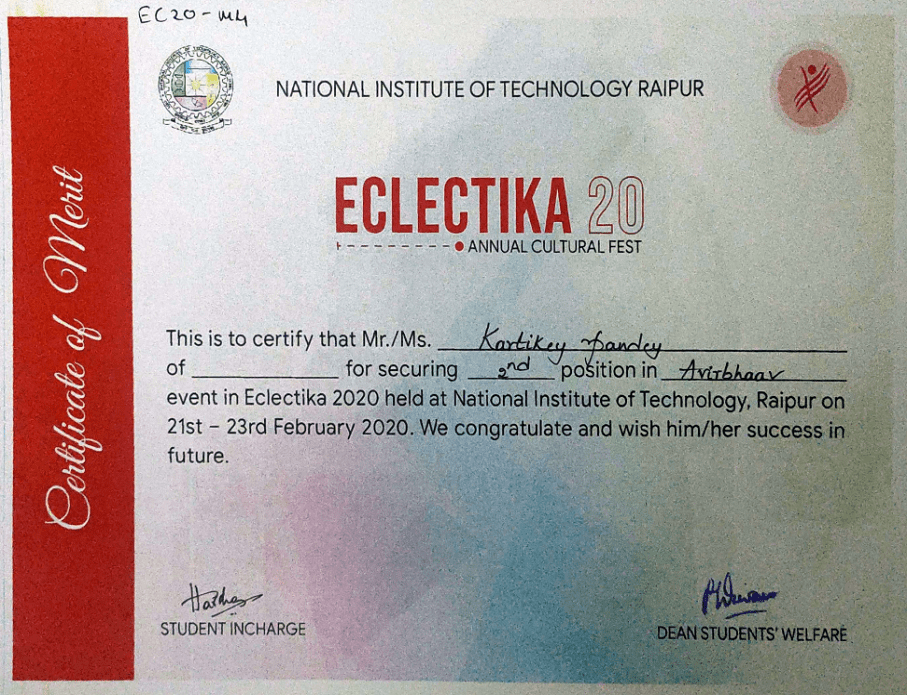 EC20-M4
NATIONAL INSTITUTE OF TECHNOLOGY RAIPUR
ECLECTIKA 20
ANNUAL CULTURAL FEST
Certificate of Merit
This is to certify that Mr./Ms. Kartikey Pandey
of ____________ for securing 2nd position in Avirbhaav
event in Eclectika 2020 held at National Institute of Technology, Raipur on
21st – 23rd February 2020. We congratulate and wish him/her success in
future.
STUDENT INCHARGE
DEAN STUDENTS' WELFARE